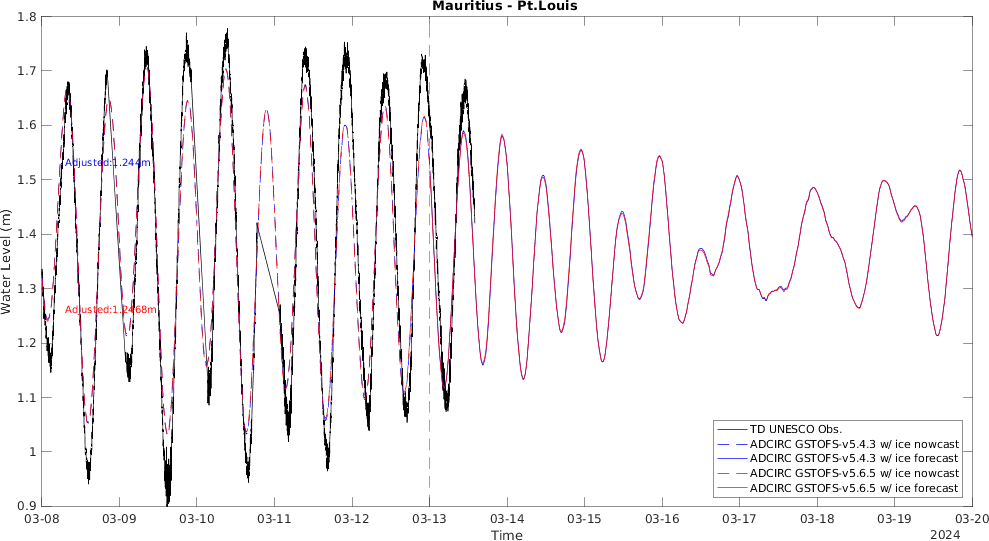 Mauritius - Pt.Louis
Water Level (m)
1.8
1.7
1.6
1.5
1.4
1.3
1.2
1.1
1
0.9
Adjusted:1.244m
Adjusted:1.2468m
TD UNESCO Obs.
ADCIRC GSTOFS-v5.4.3 w/ ice nowcast
ADCIRC GSTOFS-v5.4.3 w/ ice forecast
ADCIRC GSTOFS-v5.6.5 w/ ice nowcast
ADCIRC GSTOFS-v5.6.5 w/ ice forecast
03-08 03-09 03-10 03-11 03-12 03-13 03-14 03-15 03-16 03-17 03-18 03-19 03-20
Time
2024